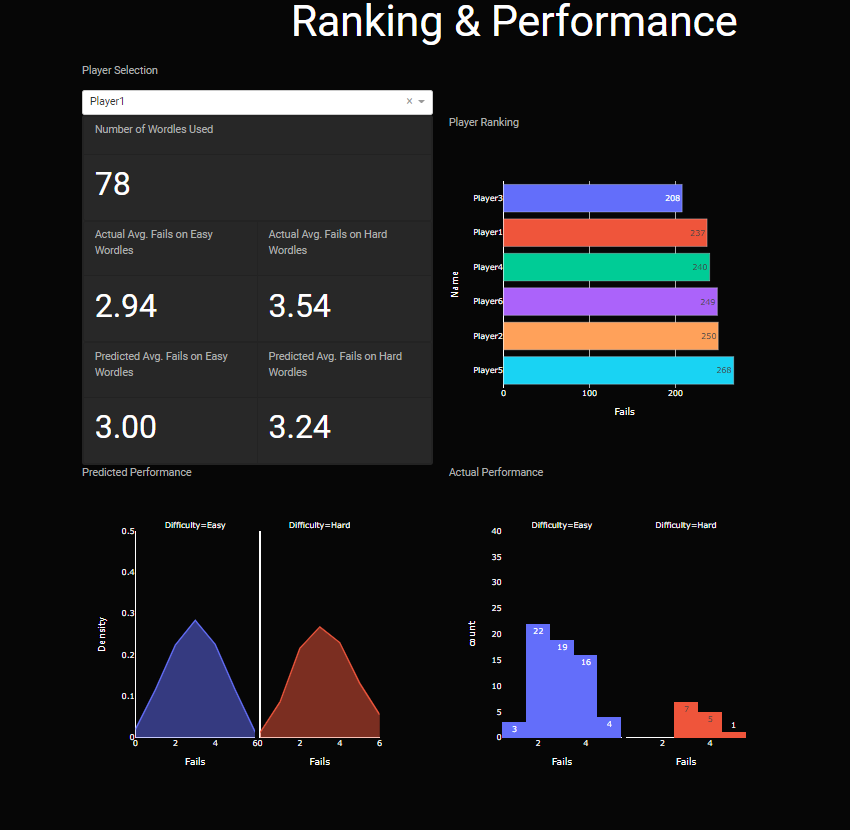 Ranking & Performance
Player Selection
Player1 ×
Number of Wordles Used
78
Actual Avg. Fails on Easy
Wordles
2.94
Actual Avg. Fails on Hard
Wordles
3.54
Predicted Avg. Fails on Easy
Wordles
3.00
Predicted Avg. Fails on Hard
Wordles
3.24
Player Ranking
Name
Player3 208
Player1 237
Player4 240
Player6 249
Player2 250
Player5 268
0 100 200
Fails
Predicted Performance
Difficulty=Easy Difficulty=Hard
Density
0.5
0.4
0.3
0.2
0.1
0
0 2 4 6 0 2 4 6
Fails Fails
Actual Performance
Difficulty=Easy Difficulty=Hard
count
40
35
30
25
20
15
10
5
0
3 22 19 16 4 7 5 1
2 4 2 4
Fails Fails